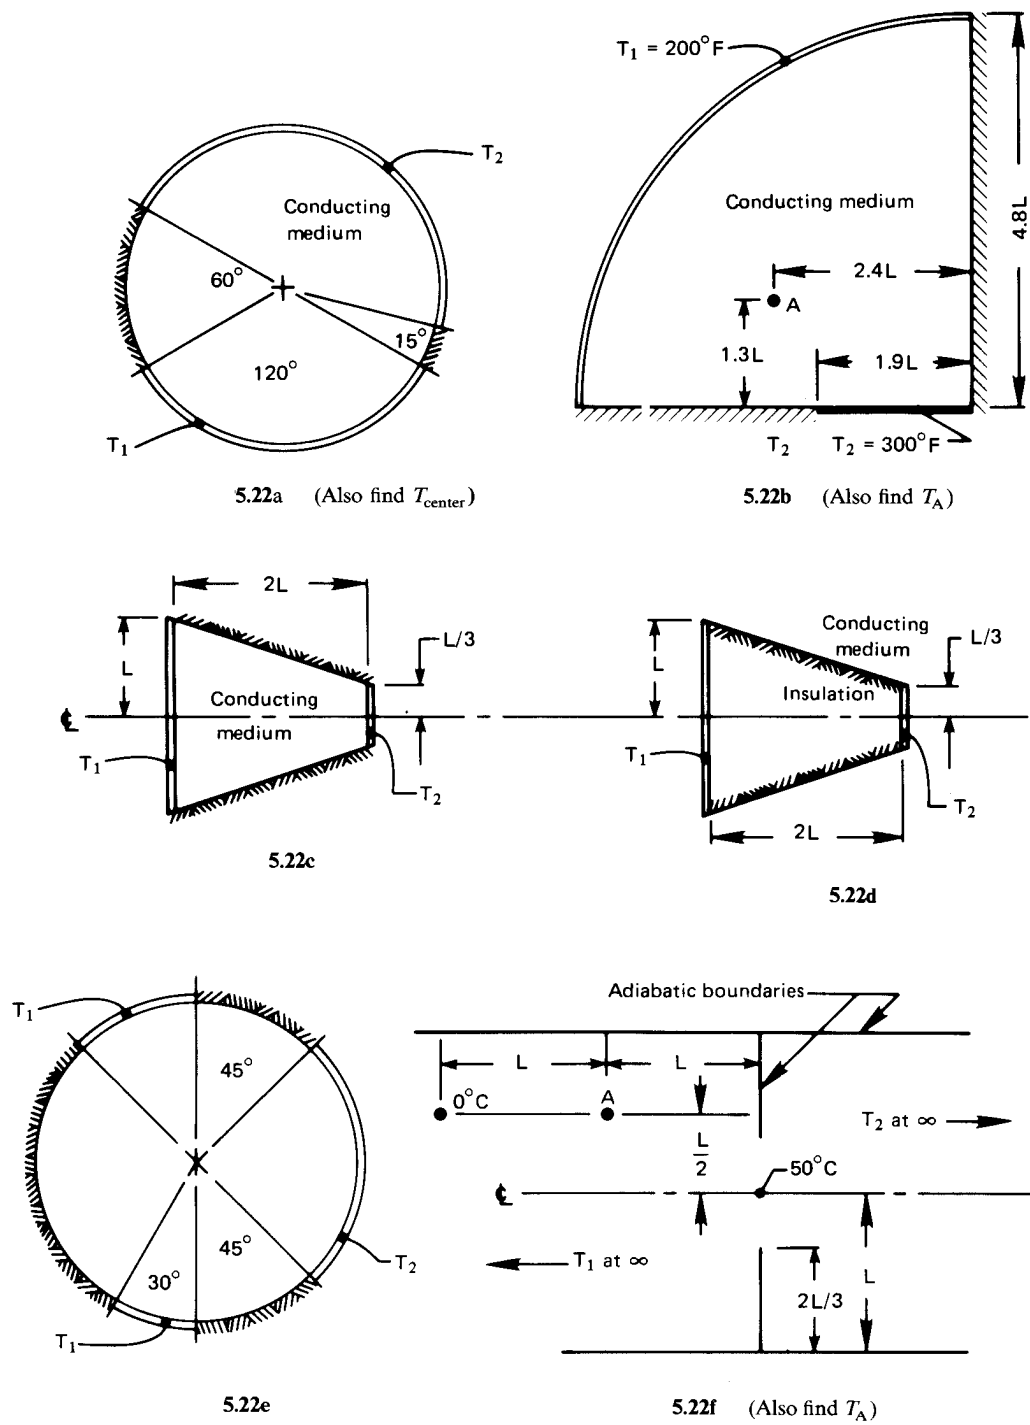 T₂
Conducting
medium
60°
15°
120°
T₁
5.22a (Also find T_center)
T₁ = 200°F
Conducting medium
4.8L
2.4L
A
1.3L
1.9L
T₂ T₂ = 300°F
5.22b (Also find T_A)
2L
L
L/3
Conducting
medium
℄
T₁
T₂
5.22c
Conducting
medium
L
L/3
Insulation
T₁
T₂
2L
5.22d
T₁
45°
45°
30°
T₂
T₁
5.22e
Adiabatic boundaries
L
L
0°C
A
L/2
T₂ at ∞
50°C
℄
T₁ at ∞
L
2L/3
5.22f (Also find T_A)